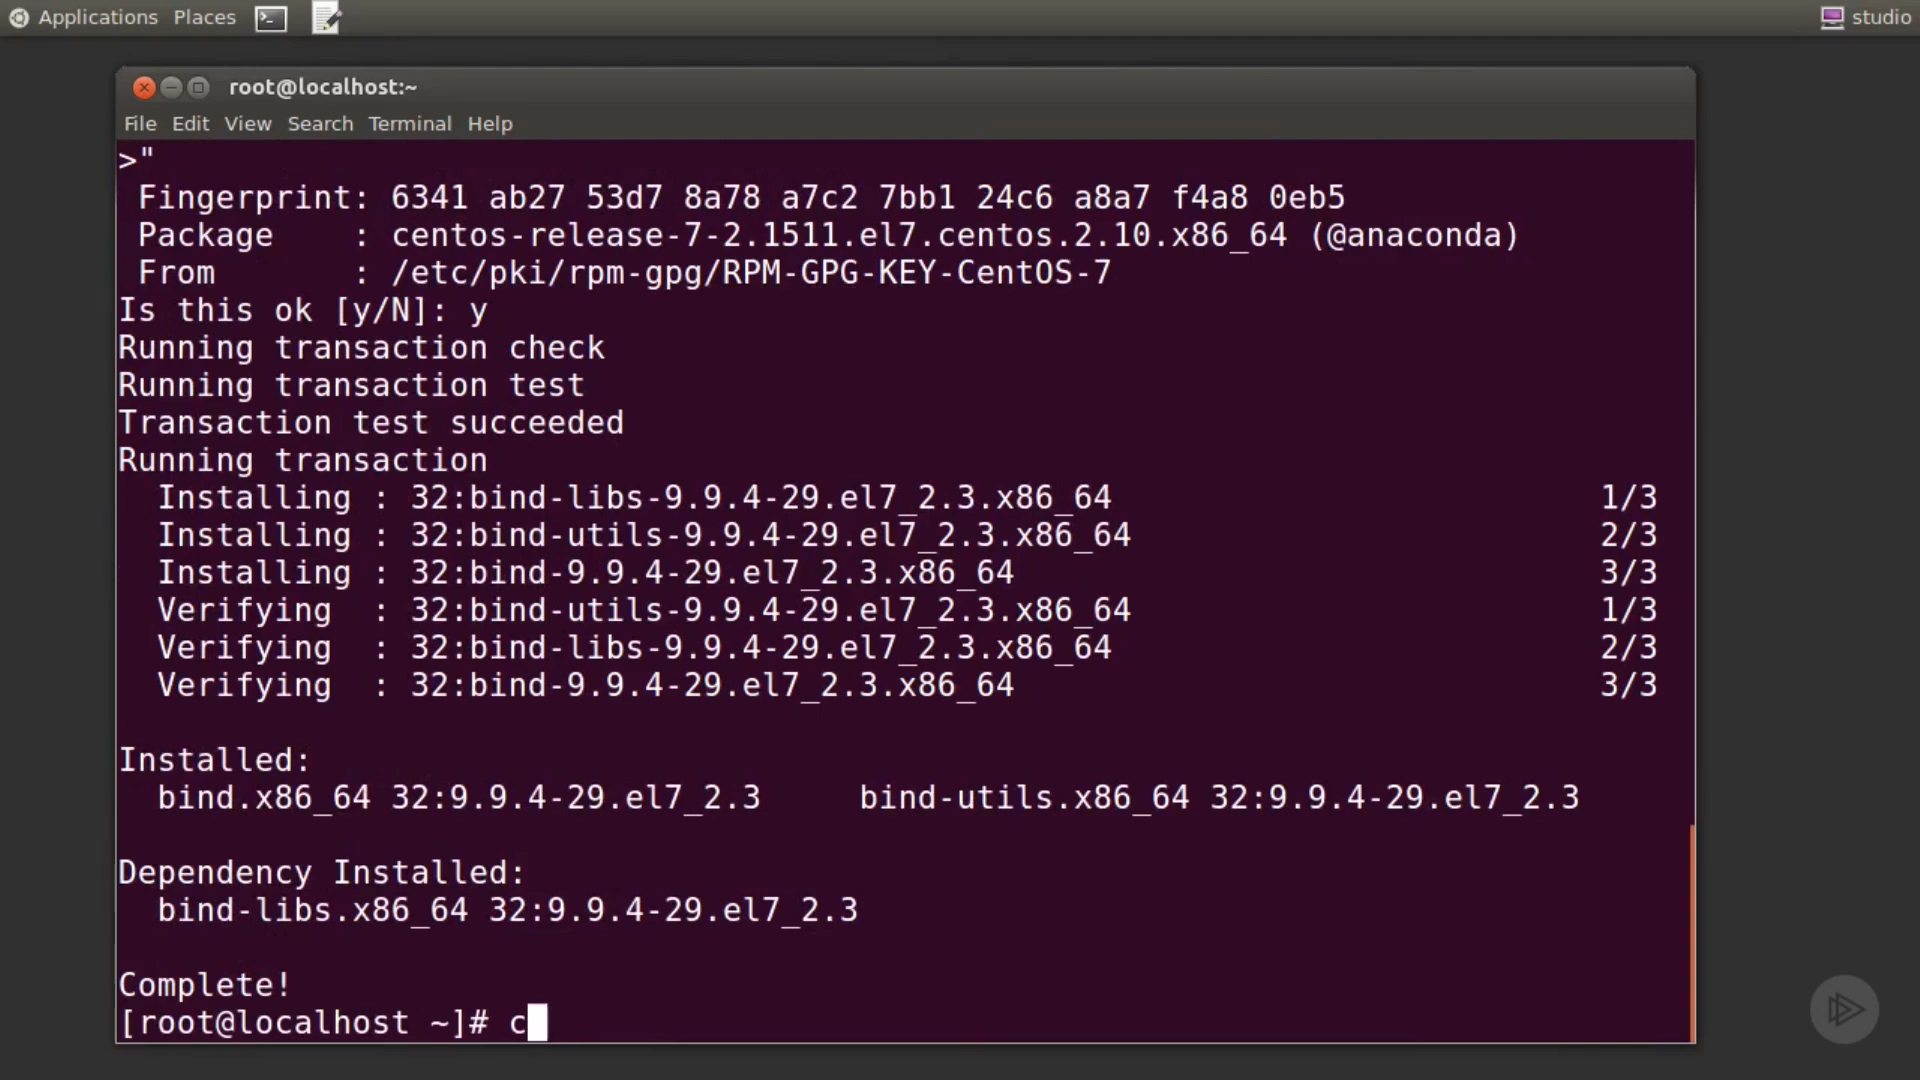 Applications Places studio
root@localhost:~
File Edit View Search Terminal Help
>"
Fingerprint: 6341 ab27 53d7 8a78 a7c2 7bb1 24c6 a8a7 f4a8 0eb5
Package    : centos-release-7-2.1511.el7.centos.2.10.x86_64 (@anaconda)
From       : /etc/pki/rpm-gpg/RPM-GPG-KEY-CentOS-7
Is this ok [y/N]: y
Running transaction check
Running transaction test
Transaction test succeeded
Running transaction
Installing : 32:bind-libs-9.9.4-29.el7_2.3.x86_64 1/3
Installing : 32:bind-utils-9.9.4-29.el7_2.3.x86_64 2/3
Installing : 32:bind-9.9.4-29.el7_2.3.x86_64 3/3
Verifying  : 32:bind-utils-9.9.4-29.el7_2.3.x86_64 1/3
Verifying  : 32:bind-libs-9.9.4-29.el7_2.3.x86_64 2/3
Verifying  : 32:bind-9.9.4-29.el7_2.3.x86_64 3/3
Installed:
bind.x86_64 32:9.9.4-29.el7_2.3     bind-utils.x86_64 32:9.9.4-29.el7_2.3
Dependency Installed:
bind-libs.x86_64 32:9.9.4-29.el7_2.3
Complete!
[root@localhost ~]# c